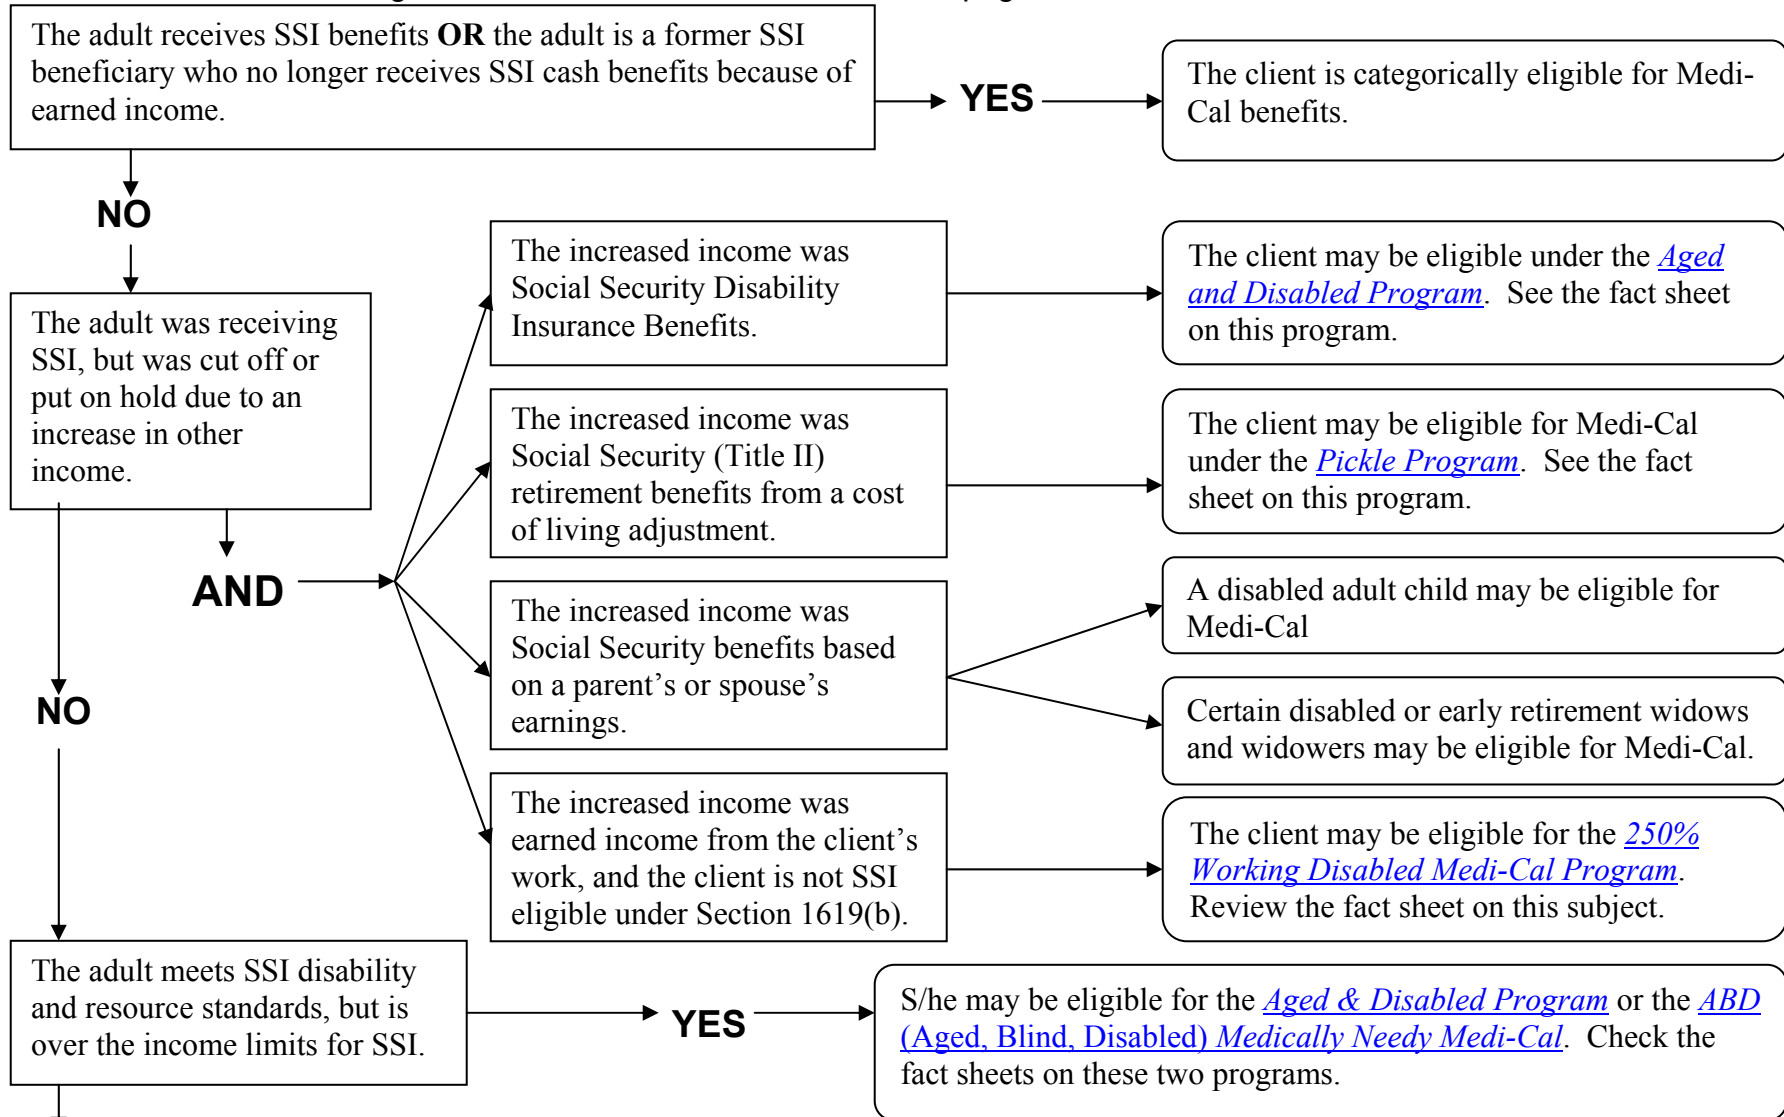 The adult receives SSI benefits OR the adult is a former SSI
beneficiary who no longer receives SSI cash benefits because of
earned income.
YES
The client is categorically eligible for Medi-
Cal benefits.
NO
The adult was receiving
SSI, but was cut off or
put on hold due to an
increase in other
income.
AND
The increased income was
Social Security Disability
Insurance Benefits.
The client may be eligible under the Aged
and Disabled Program.  See the fact sheet
on this program.
The increased income was
Social Security (Title II)
retirement benefits from a cost
of living adjustment.
The client may be eligible for Medi-Cal
under the Pickle Program.  See the fact
sheet on this program.
The increased income was
Social Security benefits based
on a parent’s or spouse’s
earnings.
A disabled adult child may be eligible for
Medi-Cal
Certain disabled or early retirement widows
and widowers may be eligible for Medi-Cal.
The increased income was
earned income from the client’s
work, and the client is not SSI
eligible under Section 1619(b).
The client may be eligible for the 250%
Working Disabled Medi-Cal Program.
Review the fact sheet on this subject.
NO
The adult meets SSI disability
and resource standards, but is
over the income limits for SSI.
YES
S/he may be eligible for the Aged & Disabled Program or the ABD
(Aged, Blind, Disabled) Medically Needy Medi-Cal.  Check the
fact sheets on these two programs.